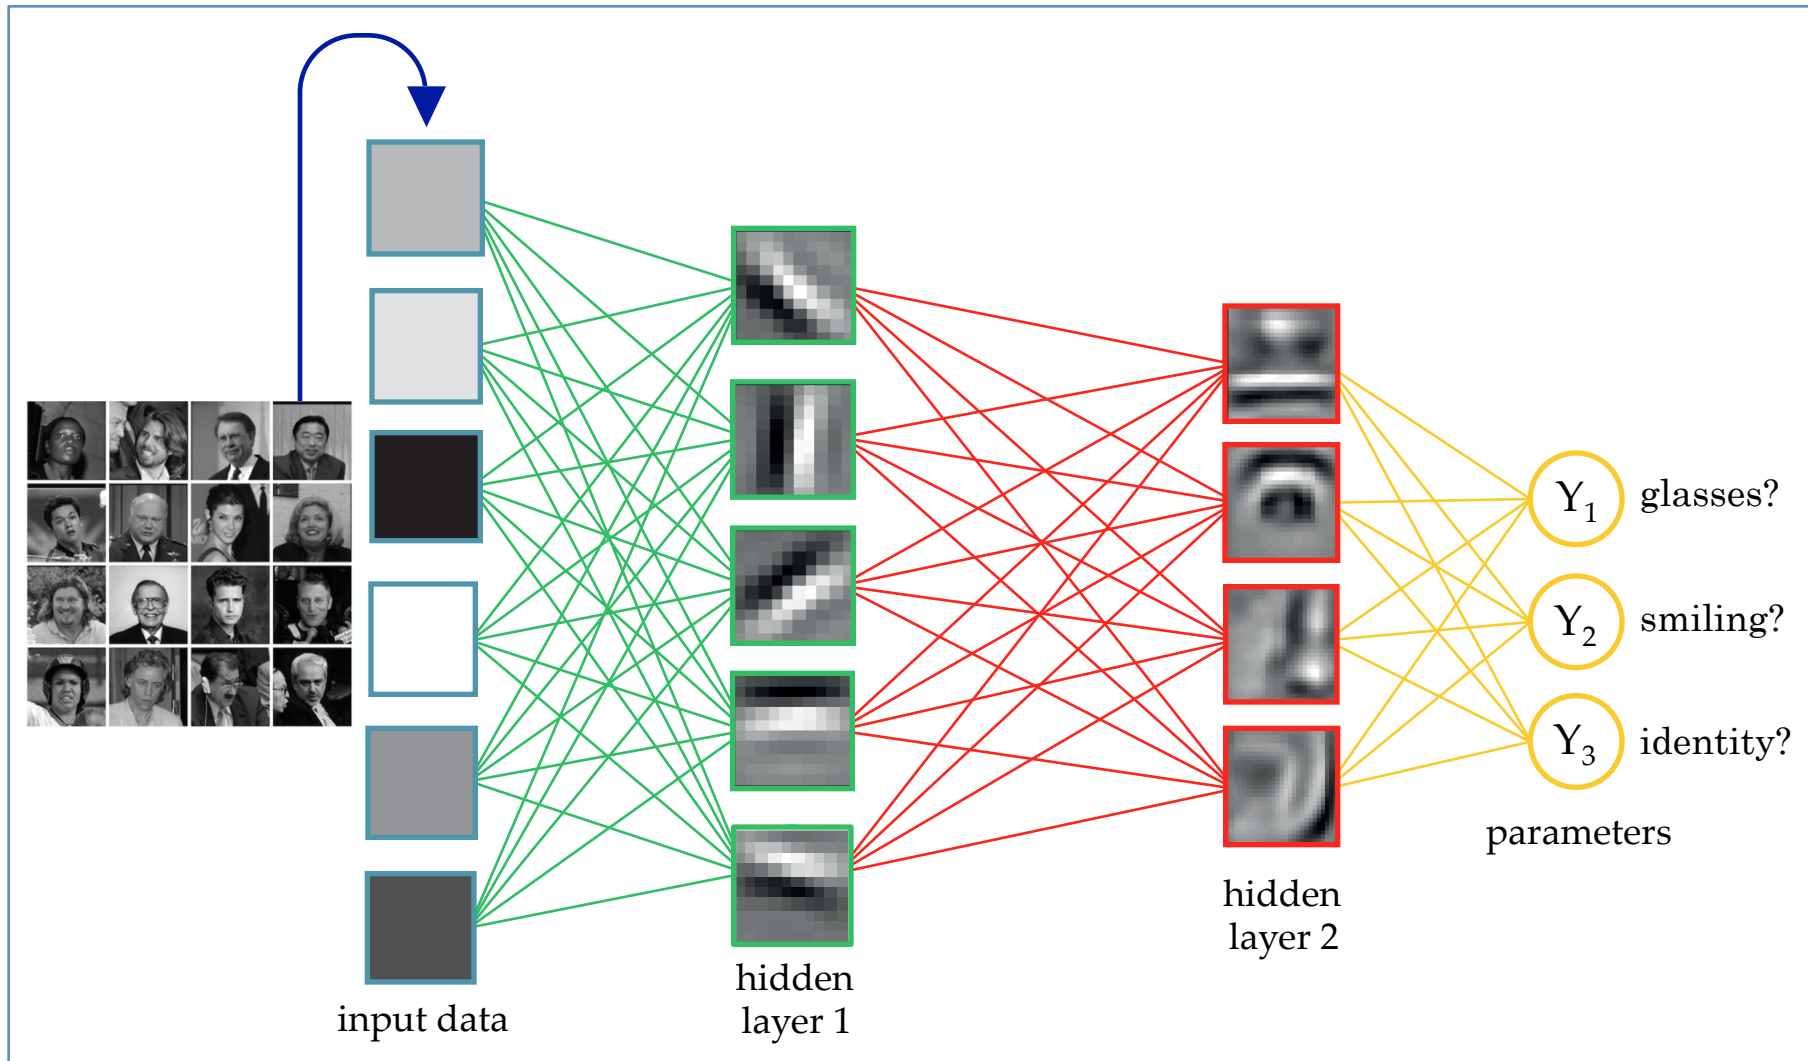 Y1
glasses?
Y2
smiling?
Y3
identity?
parameters
hidden
layer 2
hidden
layer 1
input data